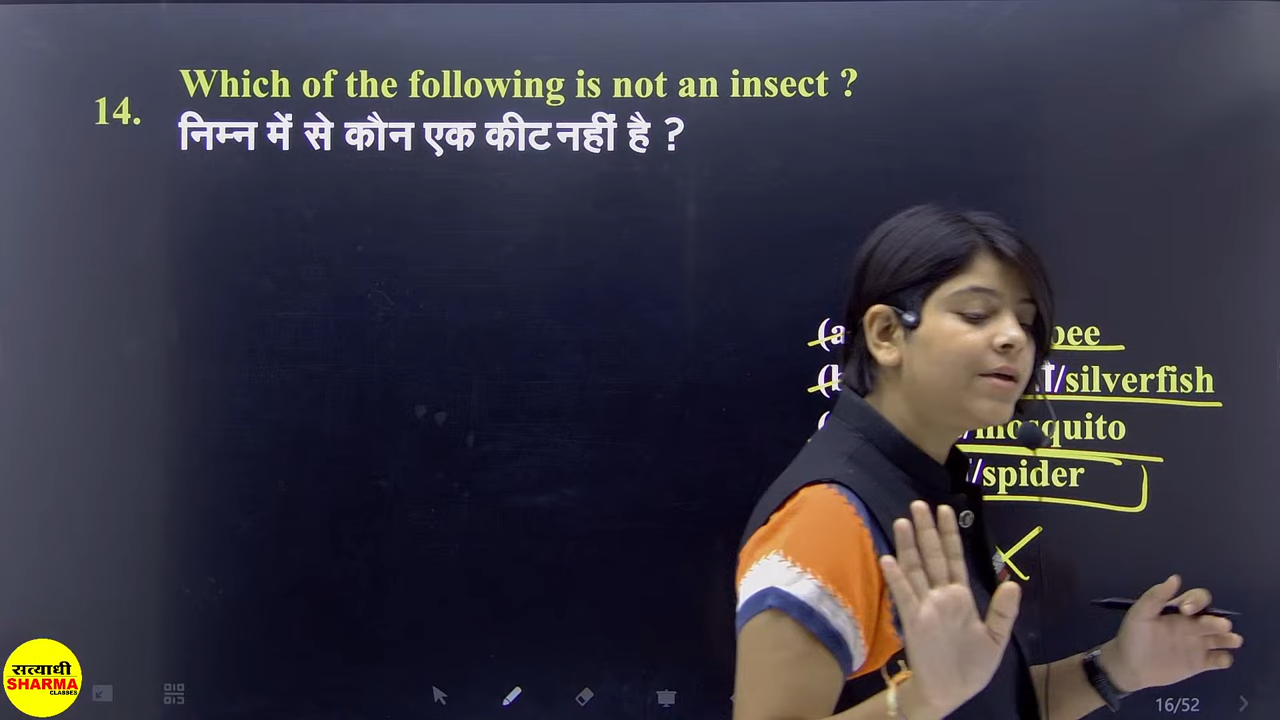 14.
Which of the following is not an insect ?
निम्न में से कौन एक कीट नहीं है ?
(a bee
(b /silverfish
/mosquito
/spider
सत्यार्थी
SHARMA
CLASSES
16/52